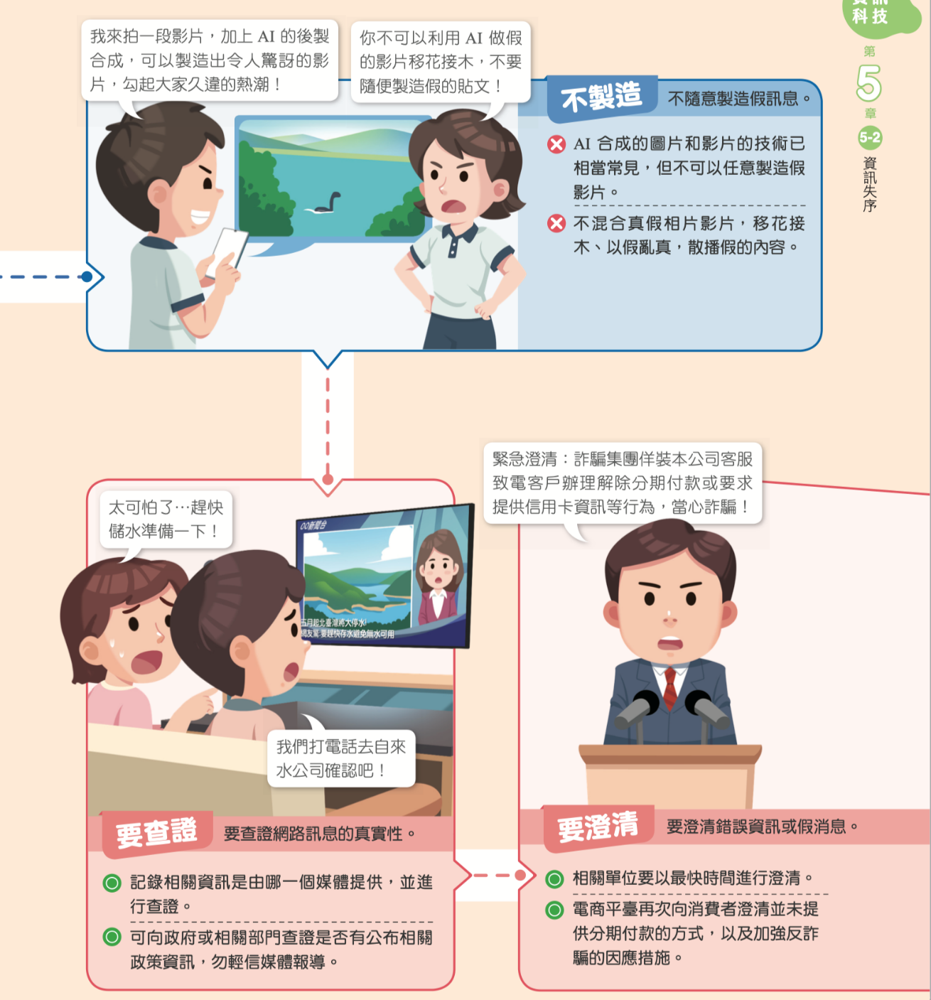 資訊
科技
第
5
章
5-2
資訊失序
我來拍一段影片，加上 AI 的後製
合成，可以製造出令人驚訝的影
片，勾起大家久違的熱潮！
你不可以利用 AI 做假
的影片移花接木，不要
隨便製造假的貼文！
不製造
不隨意製造假訊息。
AI 合成的圖片和影片的技術已
相當常見，但不可以任意製造假
影片。
不混合真假相片影片，移花接
木、以假亂真，散播假的內容。
太可怕了…趕快
儲水準備一下！
OO新聞台
五月起北臺灣將大停水!
網友驚 要趕快存水避免無水可用
我們打電話去自來
水公司確認吧！
要查證
要查證網路訊息的真實性。
記錄相關資訊是由哪一個媒體提供，並進
行查證。
可向政府或相關部門查證是否有公布相關
政策資訊，勿輕信媒體報導。
緊急澄清：詐騙集團佯裝本公司客服
致電客戶辦理解除分期付款或要求
提供信用卡資訊等行為，當心詐騙！
要澄清
要澄清錯誤資訊或假消息。
相關單位要以最快時間進行澄清。
電商平臺再次向消費者澄清並未提
供分期付款的方式，以及加強反詐
騙的因應措施。